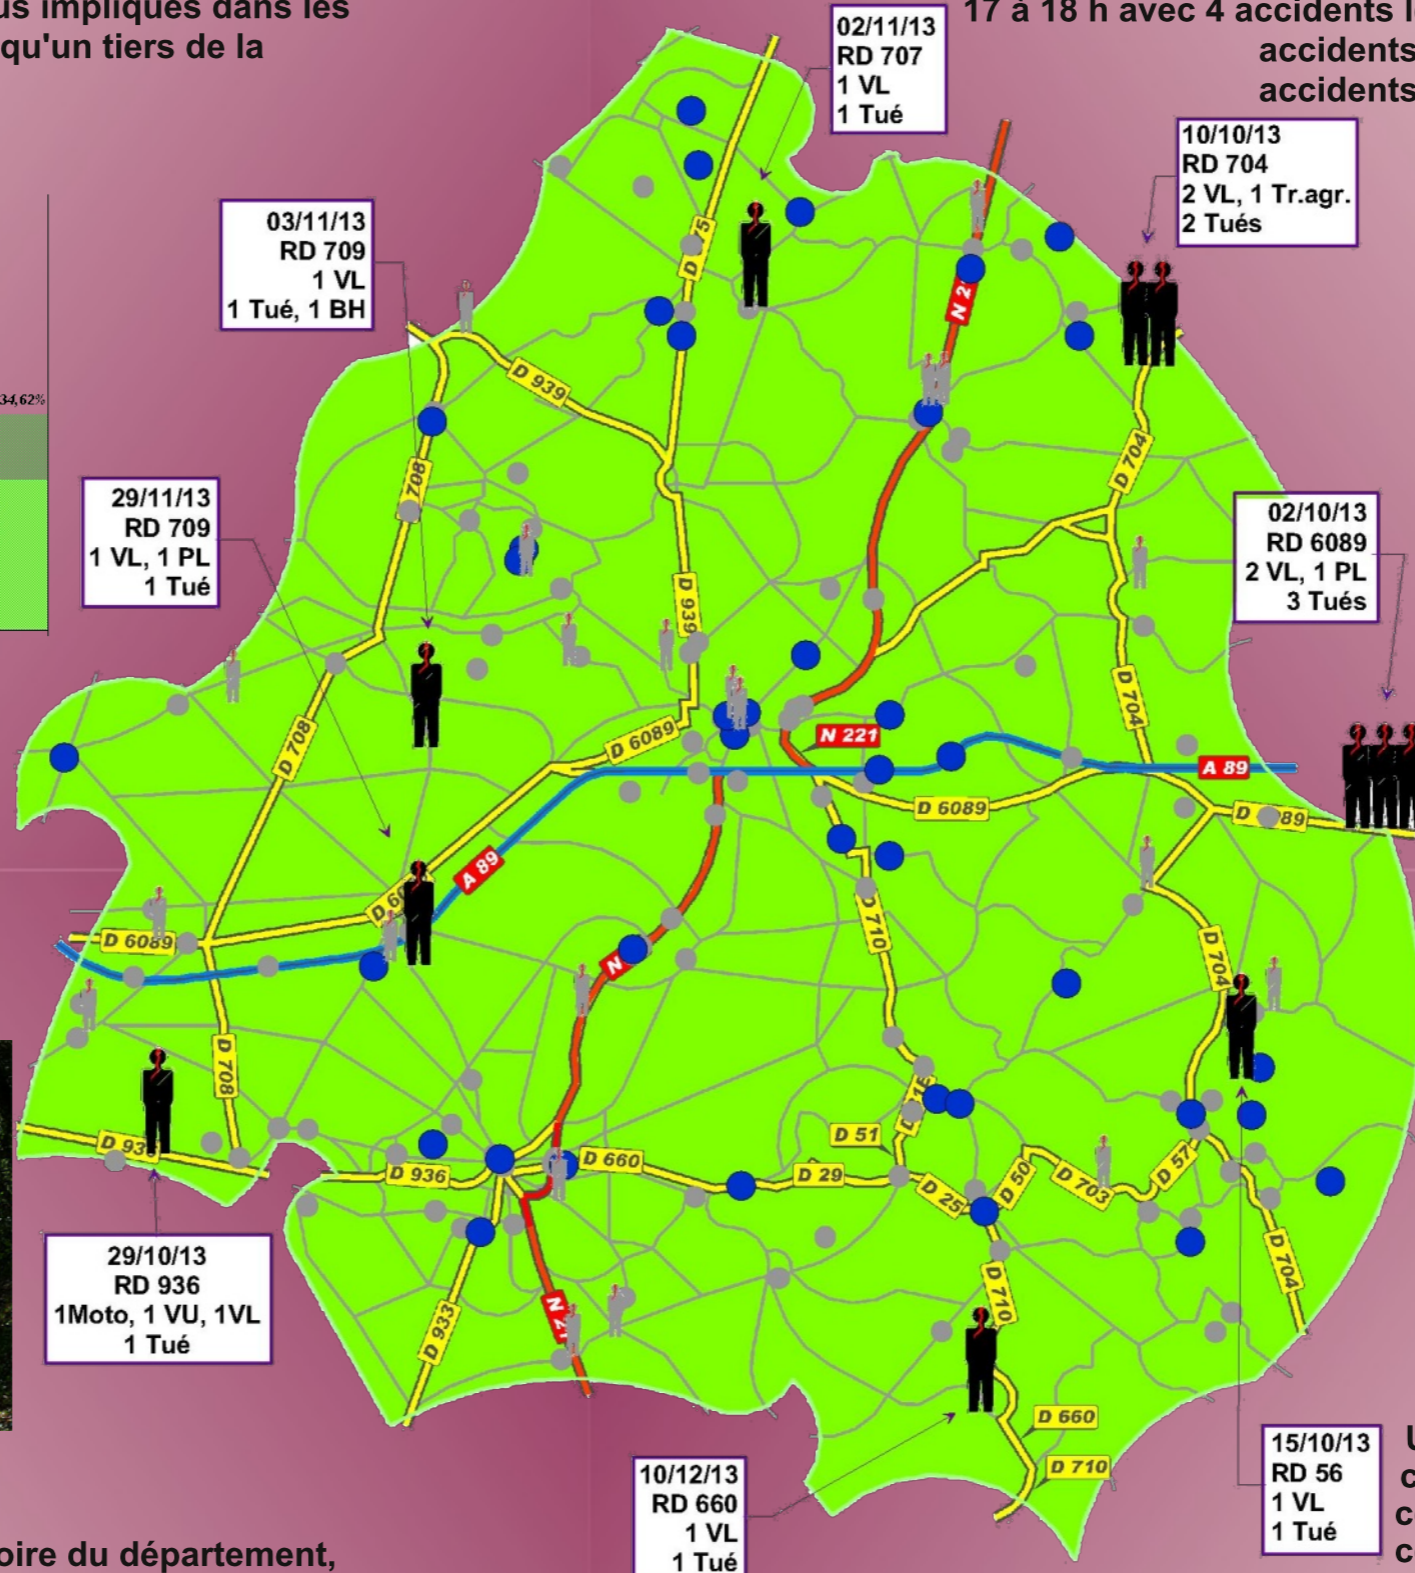 us impliqués dans les
qu'un tiers de la
17 à 18 h avec 4 accidents
accidents
accidents
02/11/13
RD 707
1 VL
1 Tué
10/10/13
RD 704
2 VL, 1 Tr.agr.
2 Tués
03/11/13
RD 709
1 VL
1 Tué, 1 BH
34,62%
29/11/13
RD 709
1 VL, 1 PL
1 Tué
02/10/13
RD 6089
2 VL, 1 PL
3 Tués
D 75
N 2
D 939
708
D 704
D 939
D 704
D 708
D 6089
N 221
A 89
D 6089
D 89
A 89
D 60
D 6089
D 710
D 704
N
D 708
D 93
D 51
D 936
D 660
D 29
D 25
D 50
D 703
D 57
D 704
D 710
D 933
N 21
D 660
D 710
29/10/13
RD 936
1Moto, 1 VU, 1VL
1 Tué
10/12/13
RD 660
1 VL
1 Tué
15/10/13
RD 56
1 VL
1 Tué
oire du département,